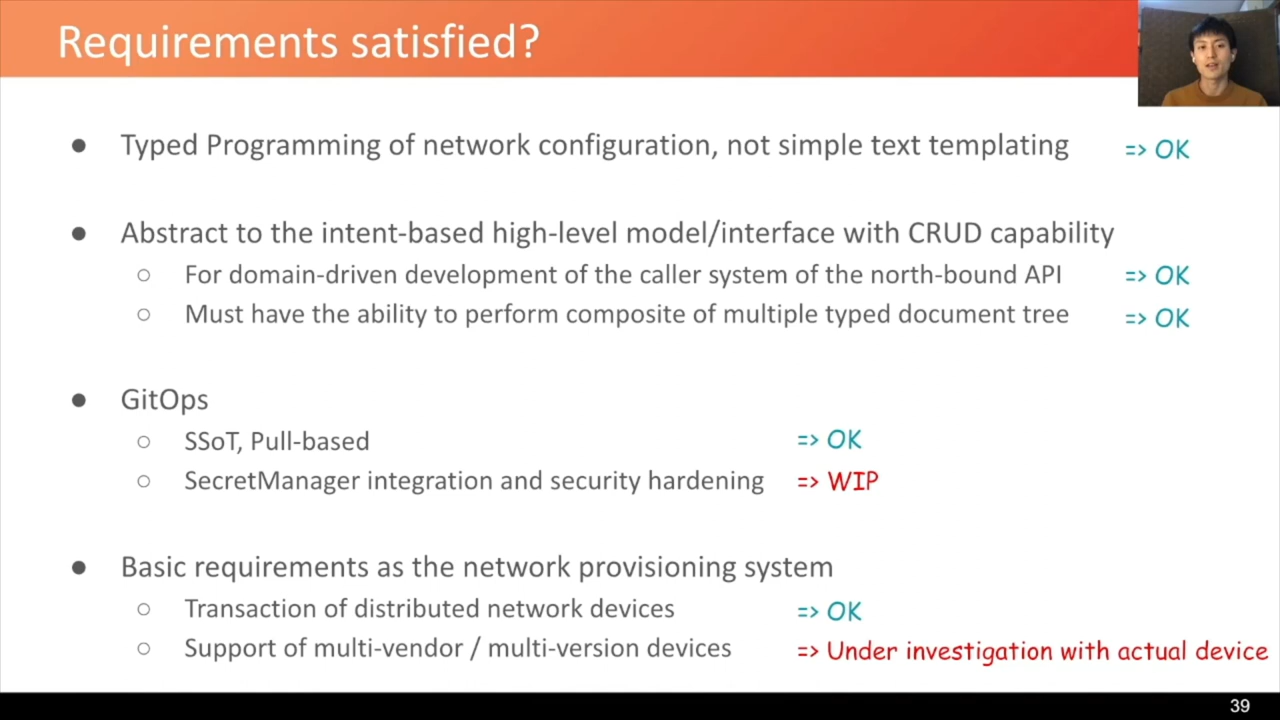 Requirements satisfied?
● Typed Programming of network configuration, not simple text templating => OK
● Abstract to the intent-based high-level model/interface with CRUD capability
○ For domain-driven development of the caller system of the north-bound API => OK
○ Must have the ability to perform composite of multiple typed document tree => OK
● GitOps
○ SSoT, Pull-based => OK
○ SecretManager integration and security hardening => WIP
● Basic requirements as the network provisioning system
○ Transaction of distributed network devices => OK
○ Support of multi-vendor / multi-version devices => Under investigation with actual device
39